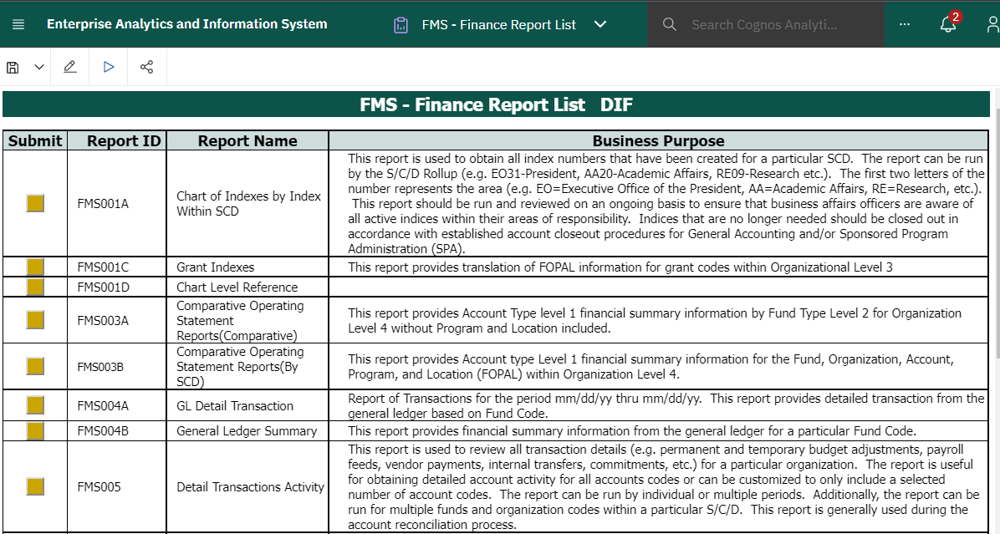 Enterprise Analytics and Information System
FMS - Finance Report List
Search Cognos Analyti...
...
2
FMS - Finance Report List DIF
Submit Report ID Report Name Business Purpose
This report is used to obtain all index numbers that have been created for a particular SCD. The report can be run
by the S/C/D Rollup (e.g. EO31-President, AA20-Academic Affairs, RE09-Research etc.). The first two letters of the
number represents the area (e.g. EO=Executive Office of the President, AA=Academic Affairs, RE=Research, etc.).
FMS001A
Chart of Indexes by Index
Within SCD
This report should be run and reviewed on an ongoing basis to ensure that business affairs officers are aware of
all active indices within their areas of responsibility. Indices that are no longer needed should be closed out in
accordance with established account closeout procedures for General Accounting and/or Sponsored Program
Administration (SPA).
FMS001C Grant Indexes This report provides translation of FOPAL information for grant codes within Organizational Level 3
FMS001D Chart Level Reference
FMS003A
Comparative Operating
Statement
Reports(Comparative)
This report provides Account Type level 1 financial summary information by Fund Type Level 2 for Organization
Level 4 without Program and Location included.
FMS003B
Comparative Operating
Statement Reports(By
SCD)
This report provides Account type Level 1 financial summary information for the Fund, Organization, Account,
Program, and Location (FOPAL) within Organization Level 4.
FMS004A GL Detail Transaction
Report of Transactions for the period mm/dd/yy thru mm/dd/yy. This report provides detailed transaction from the
general ledger based on Fund Code.
FMS004B General Ledger Summary This report provides financial summary information from the general ledger for a particular Fund Code.
FMS005 Detail Transactions Activity
This report is used to review all transaction details (e.g. permanent and temporary budget adjustments, payroll
feeds, vendor payments, internal transfers, commitments, etc.) for a particular organization. The report is useful
for obtaining detailed account activity for all accounts codes or can be customized to only include a selected
number of account codes. The report can be run by individual or multiple periods. Additionally, the report can be
run for multiple funds and organization codes within a particular S/C/D. This report is generally used during the
account reconciliation process.